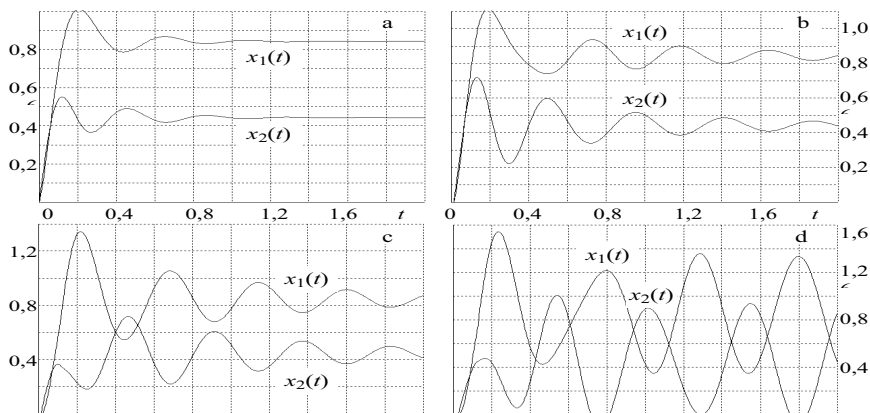 a
0,8
x₁(t)
0,6
0,4
x₂(t)
0,2
0 0,4 0,8 1,2 1,6 t
b
1,0
x₁(t)
0,8
x₂(t)
0,6
0,4
0,2
0 0,4 0,8 1,2 1,6 t
c
1,2
x₁(t)
0,8
0,4
x₂(t)
d
1,6
x₁(t)
1,2
x₂(t)
0,8
0,4